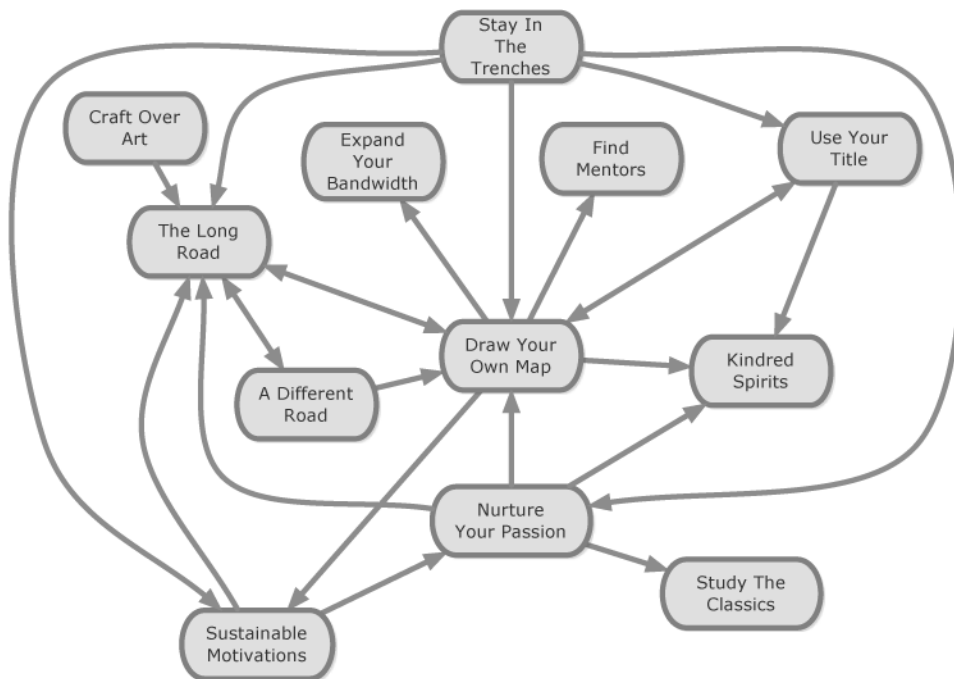 Stay In
The
Trenches
Craft Over
Art
Expand
Your
Bandwidth
Find
Mentors
Use Your
Title
The Long
Road
Draw Your
Own Map
Kindred
Spirits
A Different
Road
Nurture
Your Passion
Study The
Classics
Sustainable
Motivations